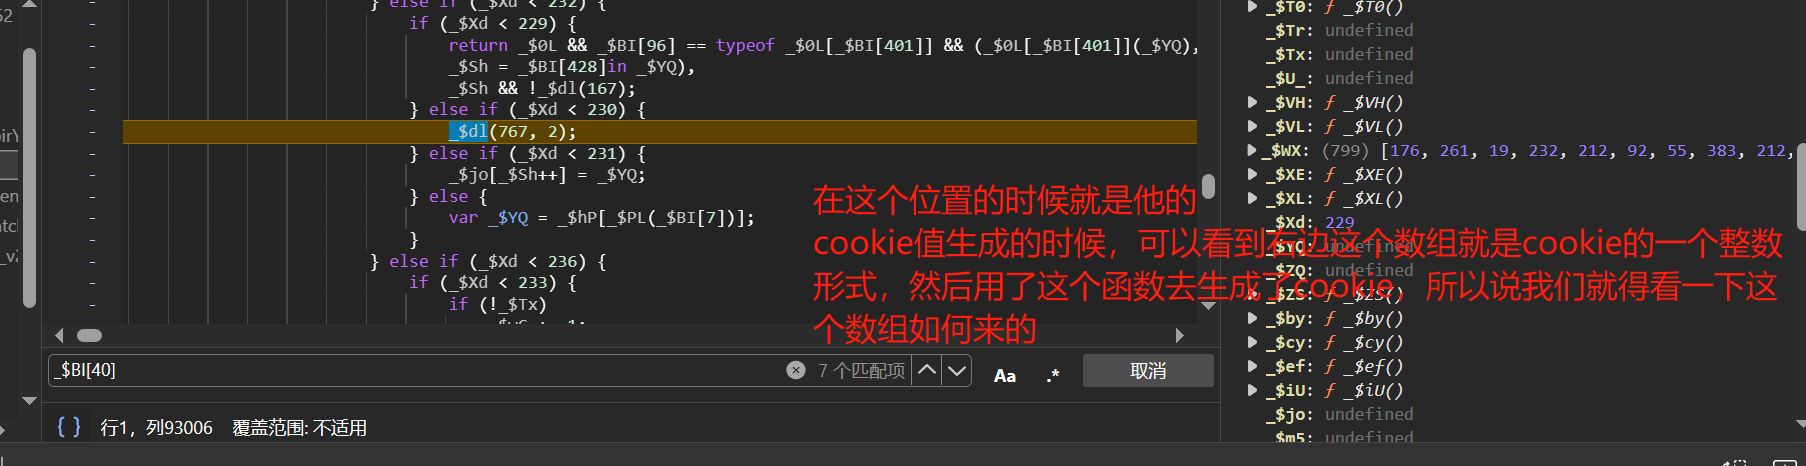 } else if (_$Xd < 232) {
if (_$Xd < 229) {
return _$0L && _$BI[96] == typeof _$0L[_$BI[401]] && (_$0L[_$BI[401]](_$YQ),
_$Sh = _$BI[428]in _$YQ),
_$Sh && !_$dl(167);
} else if (_$Xd < 230) {
_$dl(767, 2);
} else if (_$Xd < 231) {
_$jo[_$Sh++] = _$YQ;
} else {
var _$YQ = _$hP[_$PL(_$BI[7])];
}
} else if (_$Xd < 236) {
if (_$Xd < 233) {
if (!_$Tx)
_$BI[40]
7 个匹配项
Aa
.*
取消
{ }
行1，列93006
覆盖范围: 不适用
_$T0: ƒ _$T0()
_$Tr: undefined
_$Tx: undefined
_$U_: undefined
_$VH: ƒ _$VH()
_$VL: ƒ _$VL()
_$WX: (799) [176, 261, 19, 232, 212, 92, 55, 383, 212,
_$XE: ƒ _$XE()
_$XL: ƒ _$XL()
_$Xd: 229
_$YQ: undefined
_$ZQ: undefined
_$ZS: ƒ _$ZS()
_$by: ƒ _$by()
_$cy: ƒ _$cy()
_$ef: ƒ _$ef()
_$iU: ƒ _$iU()
_$jo: undefined
_$m5: undefined
在这个位置的时候就是他的
cookie值生成的时候，可以看到右边这个数组就是cookie的一个整数
形式，然后用了这个函数去生成了cookie，所以说我们就得看一下这
个数组如何来的